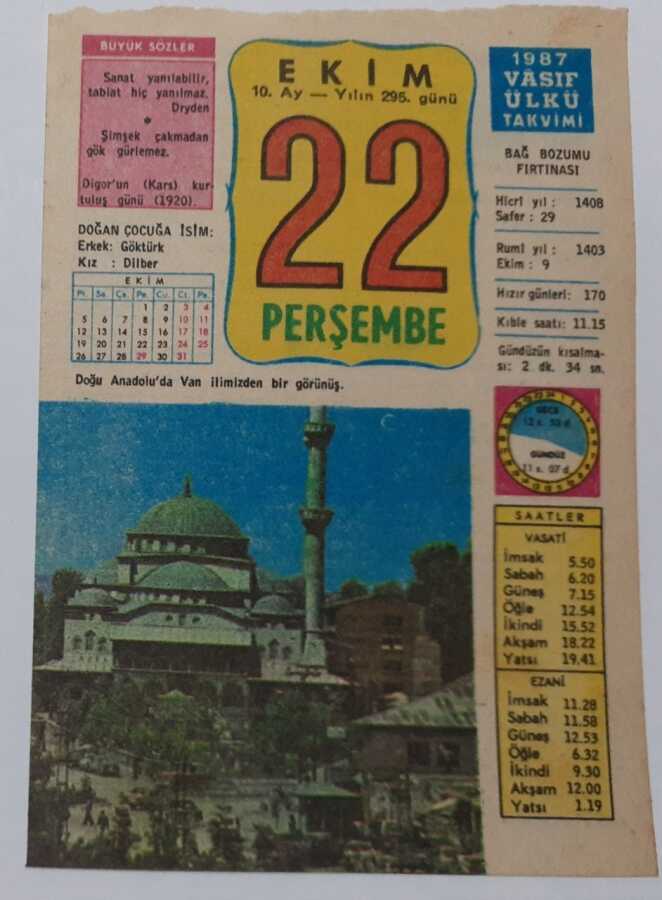 BÜYÜK SÖZLER
Sanat yanılabilir,
tabiat hiç yanılmaz.
Dryden
Şimşek çakmadan
gök gürlemez.
Digor'un (Kars) kur-
tuluş günü (1920).
DOĞAN ÇOCUĞA İSİM:
Erkek: Göktürk
Kız : Dilber
EKİM
Pt. Sa. Ça. Pe. Cu. Ct. Pa.
1 2 3 4
5 6 7 8 9 10 11
12 13 14 15 16 17 18
19 20 21 22 23 24 25
26 27 28 29 30 31
EKİM
10. Ay — Yılın 295. günü
22
PERŞEMBE
1987
VÂSIF
ÜLKÜ
TAKVİMİ
BAĞ BOZUMU
FIRTINASI
Hicrî yıl : 1408
Safer : 29
Rumî yıl : 1403
Ekim : 9
Hızır günleri: 170
Kıble saati: 11.15
Gündüzün kısalma-
sı: 2 dk. 34 sn.
GECE
12 s. 53 d.
GÜNDÜZ
11 s. 07 d.
SAATLER
VASATİ
İmsak 5.50
Sabah 6.20
Güneş 7.15
Öğle 12.54
İkindi 15.52
Akşam 18.22
Yatsı 19.41
EZANİ
İmsak 11.28
Sabah 11.58
Güneş 12.53
Öğle 6.32
İkindi 9.30
Akşam 12.00
Yatsı 1.19
Doğu Anadolu'da Van ilimizden bir görünüş.